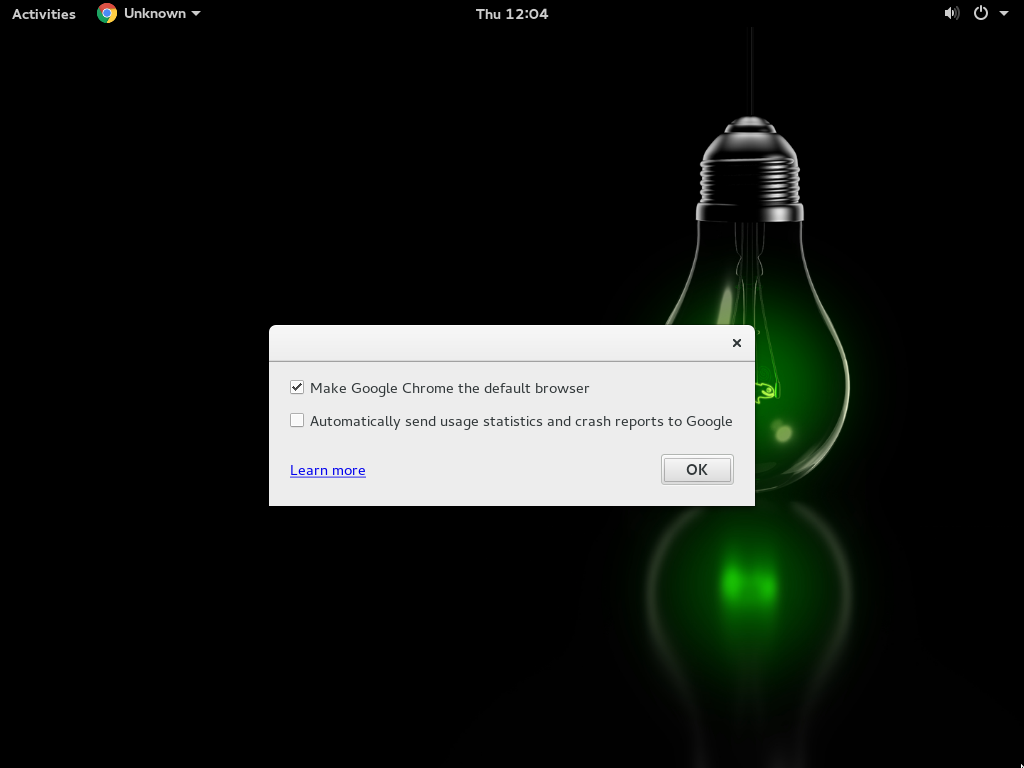 Activities Unknown Thu 12:04
Make Google Chrome the default browser
Automatically send usage statistics and crash reports to Google
Learn more OK